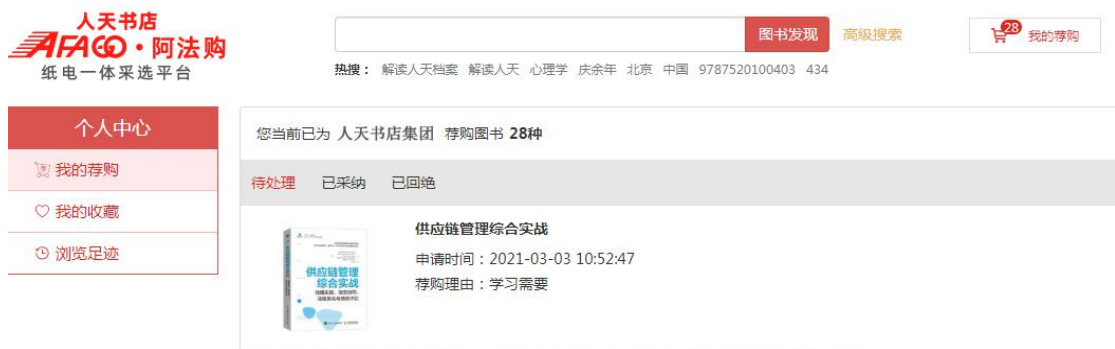 人天书店
AFAGO·阿法购
纸电一体采选平台
图书发现
高级搜索
28
我的荐购
热搜： 解读人天档案 解读人天 心理学 庆余年 北京 中国 9787520100403 434
个人中心
我的荐购
我的收藏
浏览足迹
您当前已为 人天书店集团 荐购图书 28种
待处理 已采纳 已回绝
供应链管理综合实战
申请时间：2021-03-03 10:52:47
荐购理由：学习需要
供应链管理
综合实战